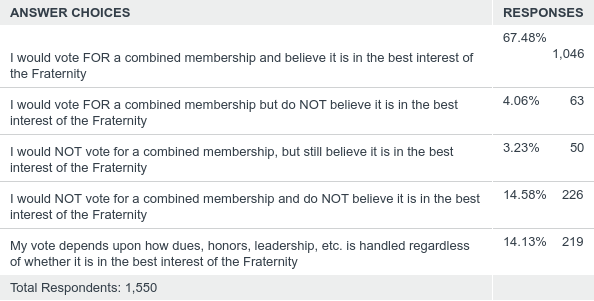 ANSWER CHOICES RESPONSES
67.48%
1,046
I would vote FOR a combined membership and believe it is in the best interest of
the Fraternity
I would vote FOR a combined membership but do NOT believe it is in the best 4.06% 63
interest of the Fraternity
I would NOT vote for a combined membership, but still believe it is in the best 3.23% 50
interest of the Fraternity
I would NOT vote for a combined membership and do NOT believe it is in the best 14.58% 226
interest of the Fraternity
My vote depends upon how dues, honors, leadership, etc. is handled regardless 14.13% 219
of whether it is in the best interest of the Fraternity
Total Respondents: 1,550